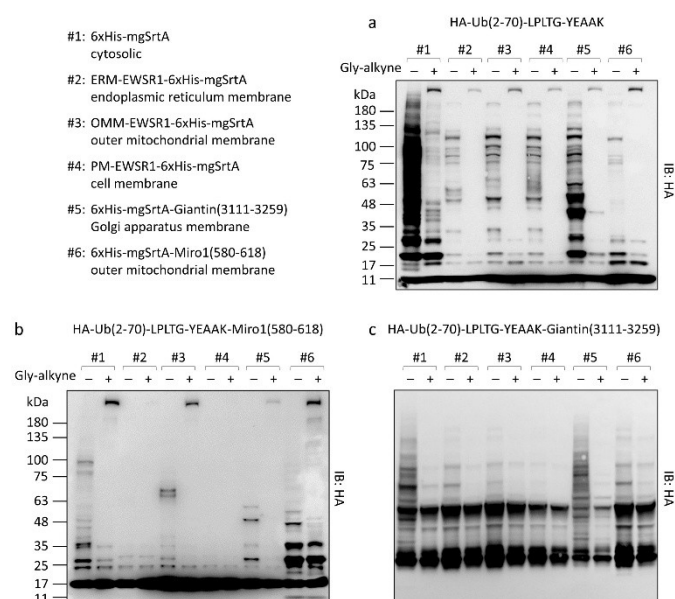 #1: 6xHis-mgSrtA
cytosolic
#2: ERM-EWSR1-6xHis-mgSrtA
endoplasmic reticulum membrane
#3: OMM-EWSR1-6xHis-mgSrtA
outer mitochondrial membrane
#4: PM-EWSR1-6xHis-mgSrtA
cell membrane
#5: 6xHis-mgSrtA-Giantin(3111-3259)
Golgi apparatus membrane
#6: 6xHis-mgSrtA-Miro1(580-618)
outer mitochondrial membrane
a
HA-Ub(2-70)-LPLTG-YEAAK
#1 #2 #3 #4 #5 #6
Gly-alkyne − + − + − + − + − + − +
kDa
180
135
100
75
63
48
35
25
17
11
IB: HA
b HA-Ub(2-70)-LPLTG-YEAAK-Miro1(580-618)
#1 #2 #3 #4 #5 #6
Gly-alkyne − + − + − + − + − + − +
kDa
180
135
100
75
63
48
35
25
17
11
IB: HA
c HA-Ub(2-70)-LPLTG-YEAAK-Giantin(3111-3259)
#1 #2 #3 #4 #5 #6
− + − + − + − + − + − +
IB: HA